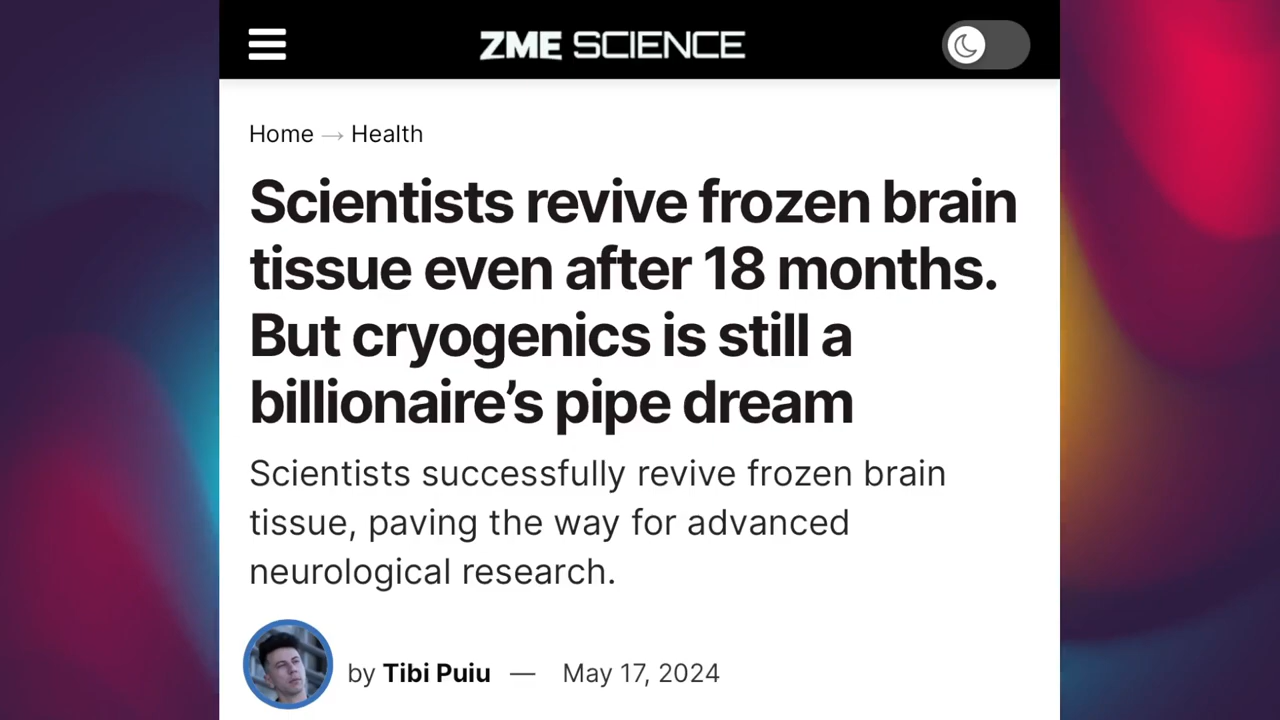 ZME SCIENCE
Home → Health
Scientists revive frozen brain
tissue even after 18 months.
But cryogenics is still a
billionaire’s pipe dream
Scientists successfully revive frozen brain
tissue, paving the way for advanced
neurological research.
by Tibi Puiu — May 17, 2024